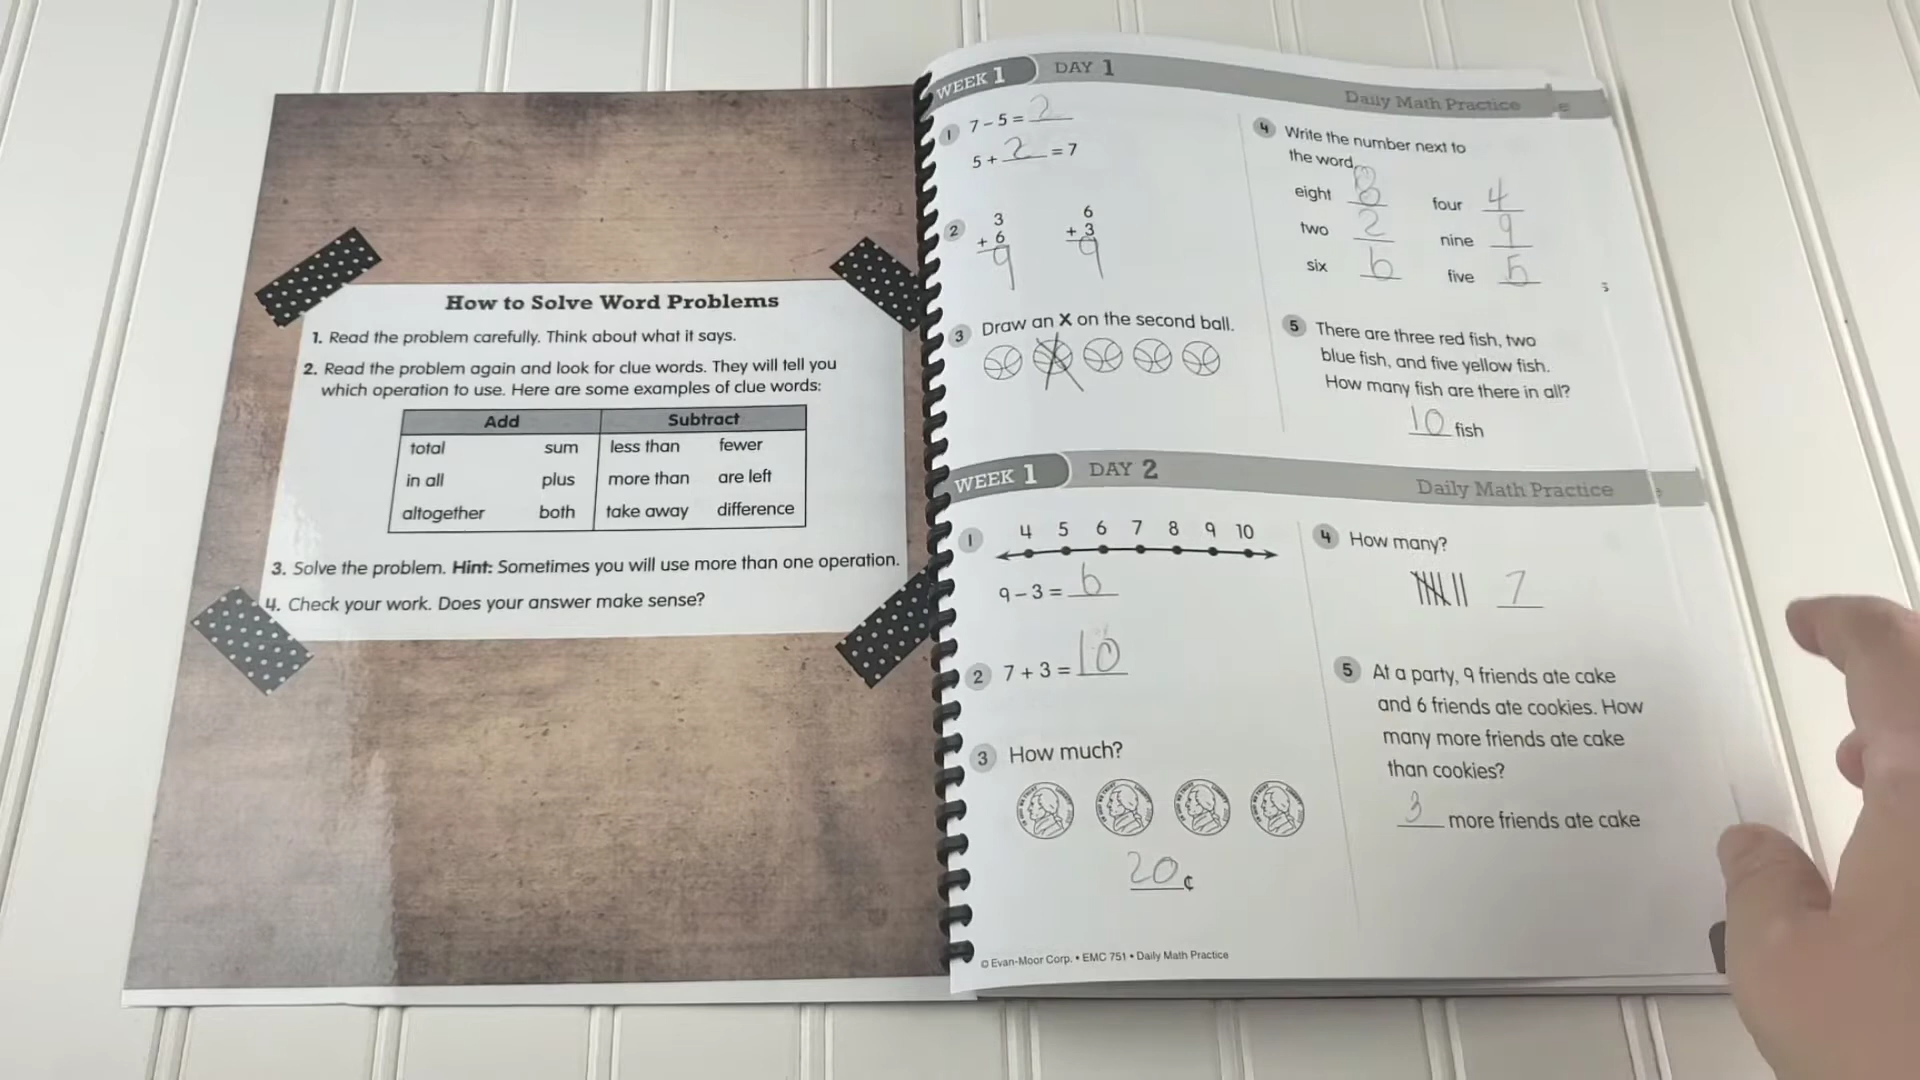 How to Solve Word Problems
1. Read the problem carefully. Think about what it says.
2. Read the problem again and look for clue words. They will tell you
which operation to use. Here are some examples of clue words:
Add Subtract
total sum less than fewer
in all plus more than are left
altogether both take away difference
3. Solve the problem. Hint: Sometimes you will use more than one operation.
4. Check your work. Does your answer make sense?
WEEK 1 DAY 1
Daily Math Practice
1 7 – 5 = 2
5 + 2 = 7
2
3
+ 6
9
6
+ 3
9
3 Draw an X on the second ball.
4 Write the number next to
the word.
eight 8 four 4
two 2 nine 9
six 6 five 5
5 There are three red fish, two
blue fish, and five yellow fish.
How many fish are there in all?
10 fish
WEEK 1 DAY 2
Daily Math Practice
1 4 5 6 7 8 9 10
9 – 3 = 6
2 7 + 3 = 10
3 How much?
20 ¢
4 How many?
7
5 At a party, 9 friends ate cake
and 6 friends ate cookies. How
many more friends ate cake
than cookies?
3 more friends ate cake
© Evan-Moor Corp. • EMC 751 • Daily Math Practice